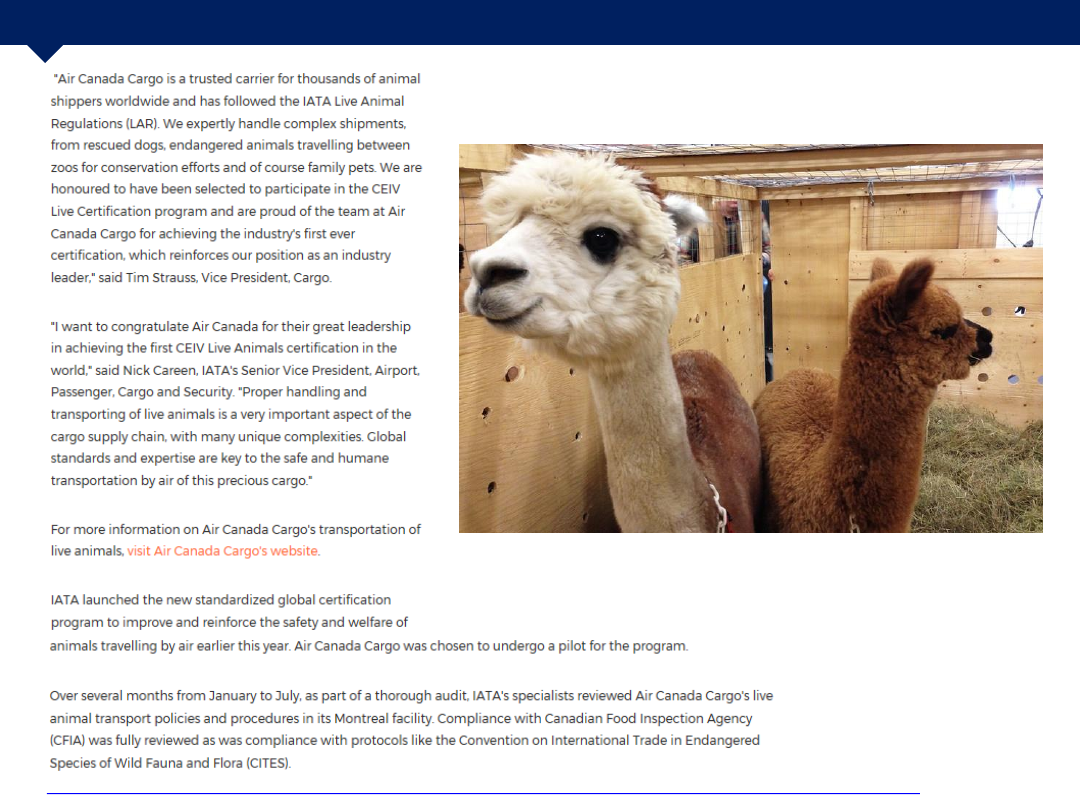 "Air Canada Cargo is a trusted carrier for thousands of animal
shippers worldwide and has followed the IATA Live Animal
Regulations (LAR). We expertly handle complex shipments,
from rescued dogs, endangered animals travelling between
zoos for conservation efforts and of course family pets. We are
honoured to have been selected to participate in the CEIV
Live Certification program and are proud of the team at Air
Canada Cargo for achieving the industry's first ever
certification, which reinforces our position as an industry
leader," said Tim Strauss, Vice President, Cargo.
"I want to congratulate Air Canada for their great leadership
in achieving the first CEIV Live Animals certification in the
world," said Nick Careen, IATA's Senior Vice President, Airport,
Passenger, Cargo and Security. "Proper handling and
transporting of live animals is a very important aspect of the
cargo supply chain, with many unique complexities. Global
standards and expertise are key to the safe and humane
transportation by air of this precious cargo."
For more information on Air Canada Cargo's transportation of
live animals, visit Air Canada Cargo's website.
IATA launched the new standardized global certification
program to improve and reinforce the safety and welfare of
animals travelling by air earlier this year. Air Canada Cargo was chosen to undergo a pilot for the program.
Over several months from January to July, as part of a thorough audit, IATA's specialists reviewed Air Canada Cargo's live
animal transport policies and procedures in its Montreal facility. Compliance with Canadian Food Inspection Agency
(CFIA) was fully reviewed as was compliance with protocols like the Convention on International Trade in Endangered
Species of Wild Fauna and Flora (CITES).